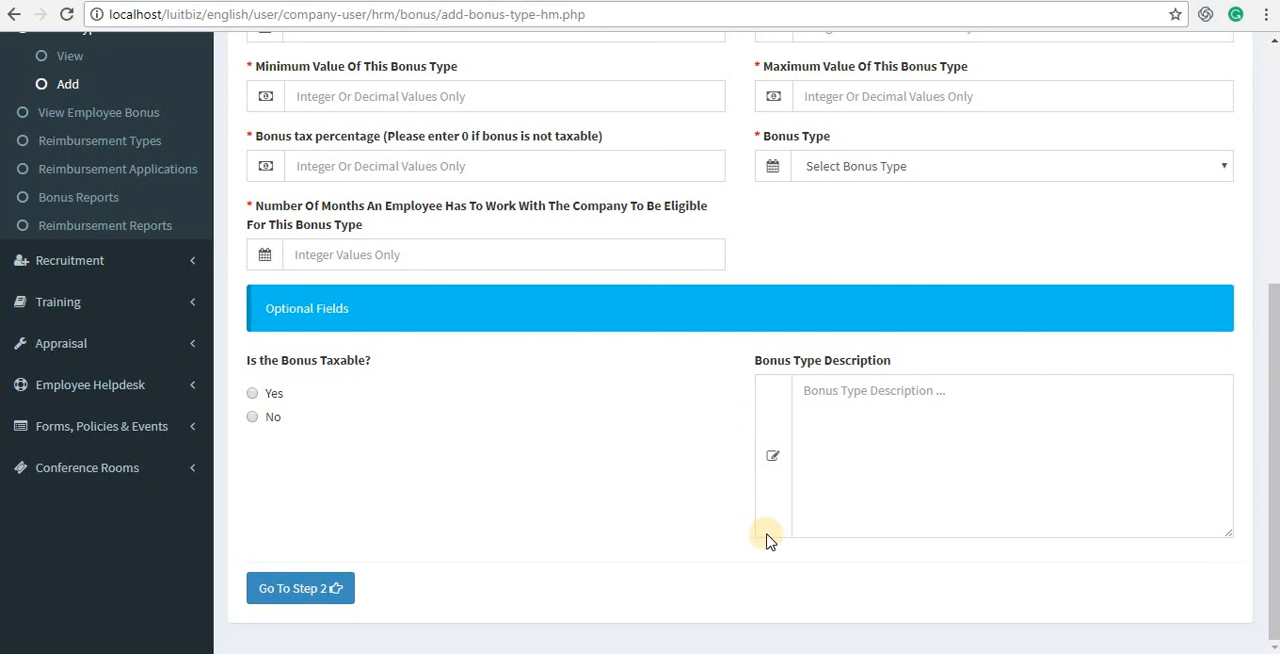 localhost/luitbiz/english/user/company-user/hrm/bonus/add-bonus-type-hm.php
View
Add
View Employee Bonus
Reimbursement Types
Reimbursement Applications
Bonus Reports
Reimbursement Reports
Recruitment
Training
Appraisal
Employee Helpdesk
Forms, Policies & Events
Conference Rooms
* Minimum Value Of This Bonus Type
Integer Or Decimal Values Only
* Maximum Value Of This Bonus Type
Integer Or Decimal Values Only
* Bonus tax percentage (Please enter 0 if bonus is not taxable)
Integer Or Decimal Values Only
* Bonus Type
Select Bonus Type
* Number Of Months An Employee Has To Work With The Company To Be Eligible
For This Bonus Type
Integer Values Only
Optional Fields
Is the Bonus Taxable?
Yes
No
Bonus Type Description
Bonus Type Description ...
Go To Step 2